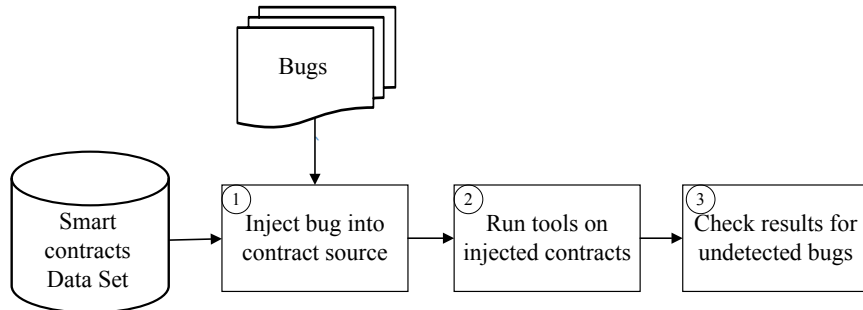 Bugs
Smart
contracts
Data Set
1
Inject bug into
contract source
2
Run tools on
injected contracts
3
Check results for
undetected bugs